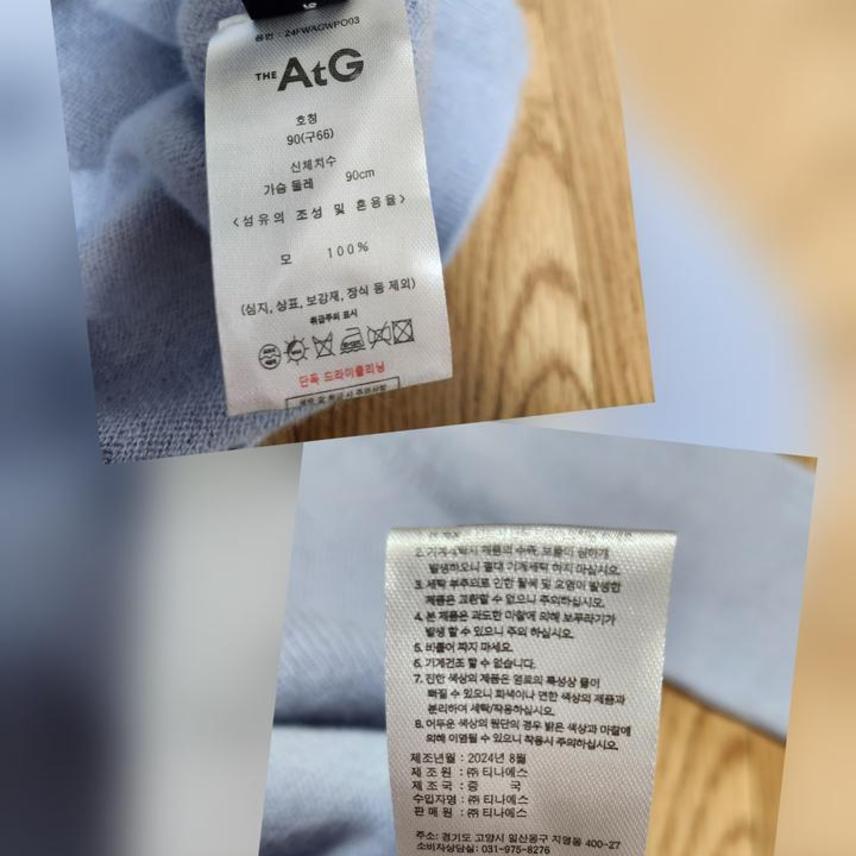 품번 : 24FWAGWPO03
THE AtG
호칭
90(구66)
신체치수
가슴 둘레 90cm
<섬유의 조성 및 혼용율>
모 100%
(심지, 상표, 보강재, 장식 등 제외)
취급주의 표시
단독 드라이클리닝
2. 기계세탁시 제품의 수축, 보풀이 심하게
발생하오니 절대 기계세탁 하지 마십시오.
3. 세탁 부주의로 인한 탈색 및 오염이 발생한
제품은 교환할 수 없으니 주의하십시오.
4. 본 제품은 과도한 마찰에 의해 보푸라기가
발생 할 수 있으니 주의 하십시오.
5. 비틀어 짜지 마세요.
6. 기계건조 할 수 없습니다.
7. 진한 색상의 제품은 염료의 특성상 물이
빠질 수 있으니 흰색이나 연한 색상의 제품과
분리하여 세탁/착용하십시오.
8. 어두운 색상의 원단의 경우 밝은 색상과 마찰에
의해 이염될 수 있으니 착용시 주의하십시오.
제조년월 : 2024년 8월
제 조 원 : ㈜ 티나에스
제 조 국 : 중 국
수입자명 : ㈜ 티나에스
판 매 원 : ㈜ 티나에스
주소: 경기도 고양시 일산동구 지영동 400-27
소비자상담실: 031-975-8276